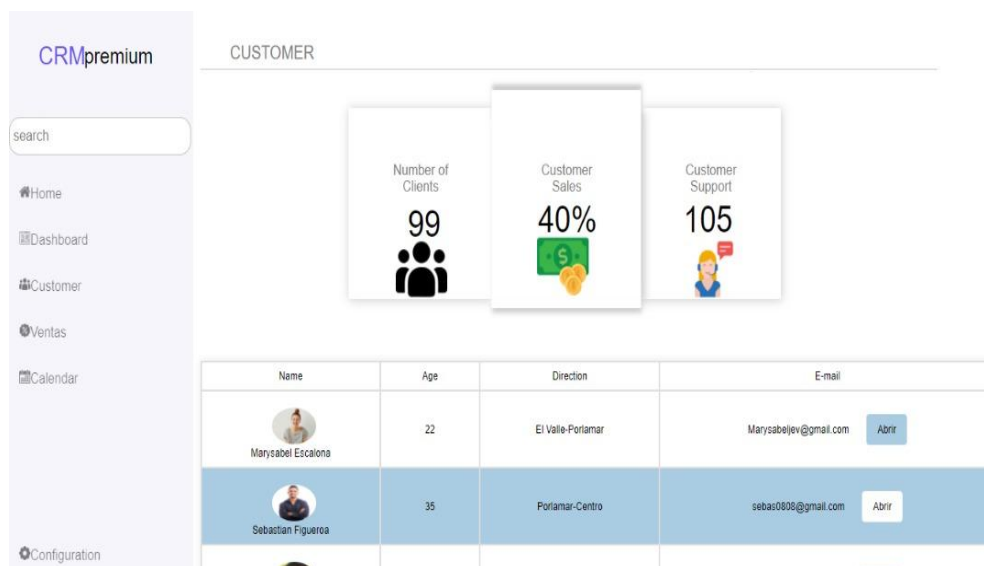 CRMpremium
search
Home
Dashboard
Customer
Ventas
Calendar
Configuration
CUSTOMER
Number of
Clients
99
Customer
Sales
40%
Customer
Support
105
Name Age Direction E-mail
22 El Valle-Porlamar Marysabeljev@gmail.com Abrir
Marysabel Escalona
35 Porlamar-Centro sebas0808@gmail.com Abrir
Sebastian Figueroa